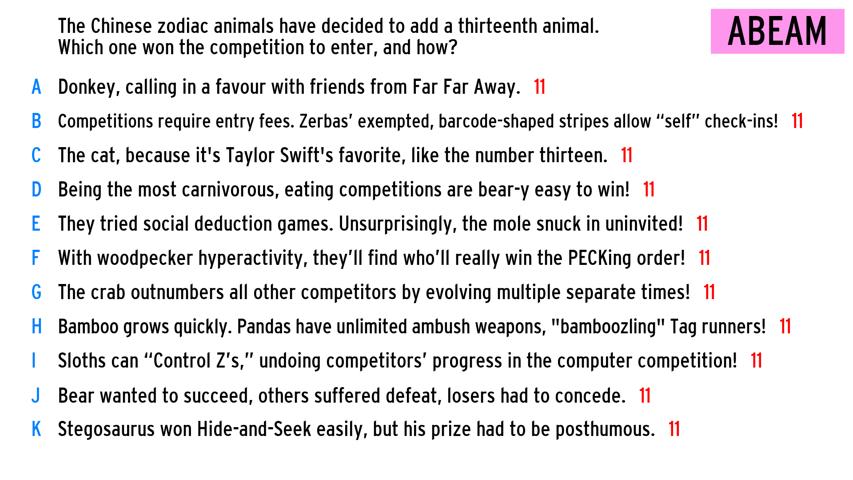 The Chinese zodiac animals have decided to add a thirteenth animal.
Which one won the competition to enter, and how?
ABEAM
A Donkey, calling in a favour with friends from Far Far Away. 11
B Competitions require entry fees. Zerbas’ exempted, barcode-shaped stripes allow “self” check-ins! 11
C The cat, because it's Taylor Swift's favorite, like the number thirteen. 11
D Being the most carnivorous, eating competitions are bear-y easy to win! 11
E They tried social deduction games. Unsurprisingly, the mole snuck in uninvited! 11
F With woodpecker hyperactivity, they’ll find who’ll really win the PECKing order! 11
G The crab outnumbers all other competitors by evolving multiple separate times! 11
H Bamboo grows quickly. Pandas have unlimited ambush weapons, "bamboozling" Tag runners! 11
I Sloths can “Control Z’s,” undoing competitors’ progress in the computer competition! 11
J Bear wanted to succeed, others suffered defeat, losers had to concede. 11
K Stegosaurus won Hide-and-Seek easily, but his prize had to be posthumous. 11